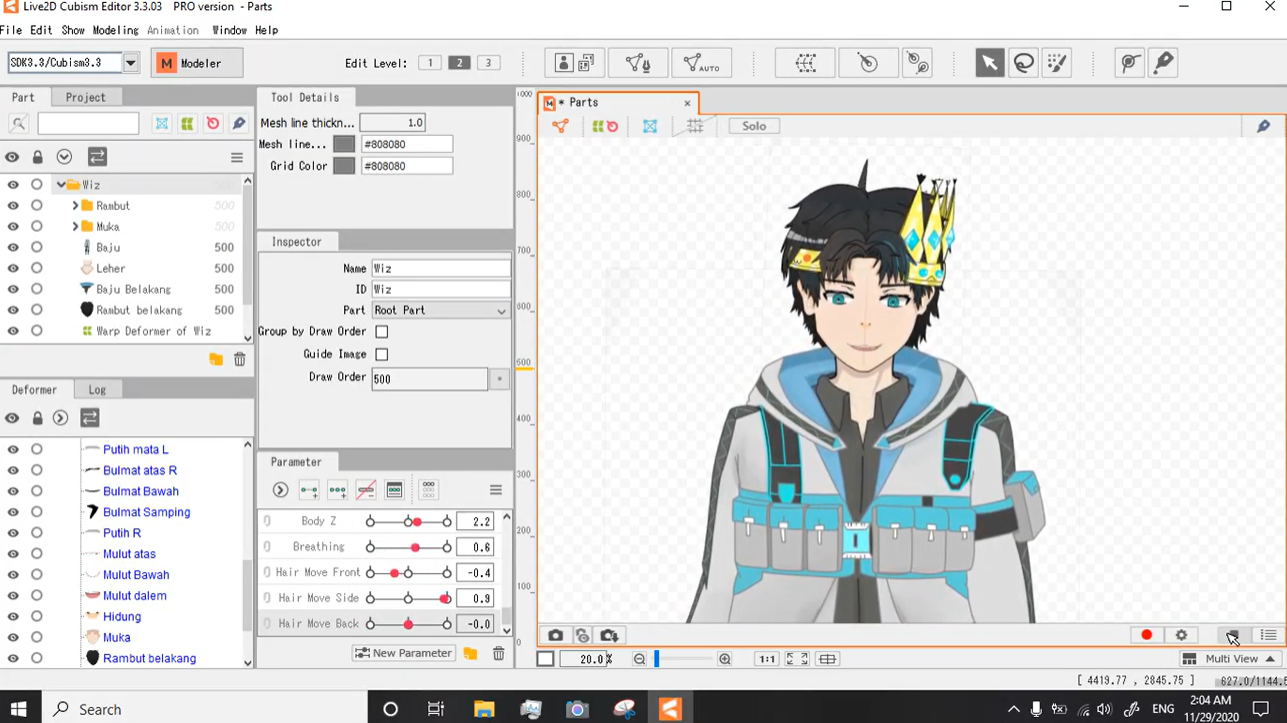 Live2D Cubism Editor 3.3.03 PRO version - Parts
File Edit Show Modeling Animation Window Help
SDK3.3/Cubism3.3
M Modeler
Edit Level: 1 2 3
AUTO
Part Project
Wiz 500
Rambut 500
Muka 500
Baju 500
Leher 500
Baju Belakang 500
Rambut belakang 500
Warp Deformer of Wiz
Deformer Log
Putih mata L
Bulmat atas R
Bulmat Bawah
Bulmat Samping
Putih R
Mulut atas
Mulut Bawah
Mulut dalem
Hidung
Muka
Rambut belakang
Tool Details
Mesh line thickn... 1.0
Mesh line... #808080
Grid Color #808080
Inspector
Name Wiz
ID Wiz
Part Root Part
Group by Draw Order
Guide Image
Draw Order 500
Parameter
Body Z 2.2
Breathing 0.6
Hair Move Front -0.4
Hair Move Side 0.9
Hair Move Back -0.0
New Parameter
1000
900
800
700
600
500
400
300
200
100
M * Parts
Solo
20.0%
1:1
Multi View
[ 4419.77 , 2845.75 ]
Search
ENG
2:04 AM
11/29/2020